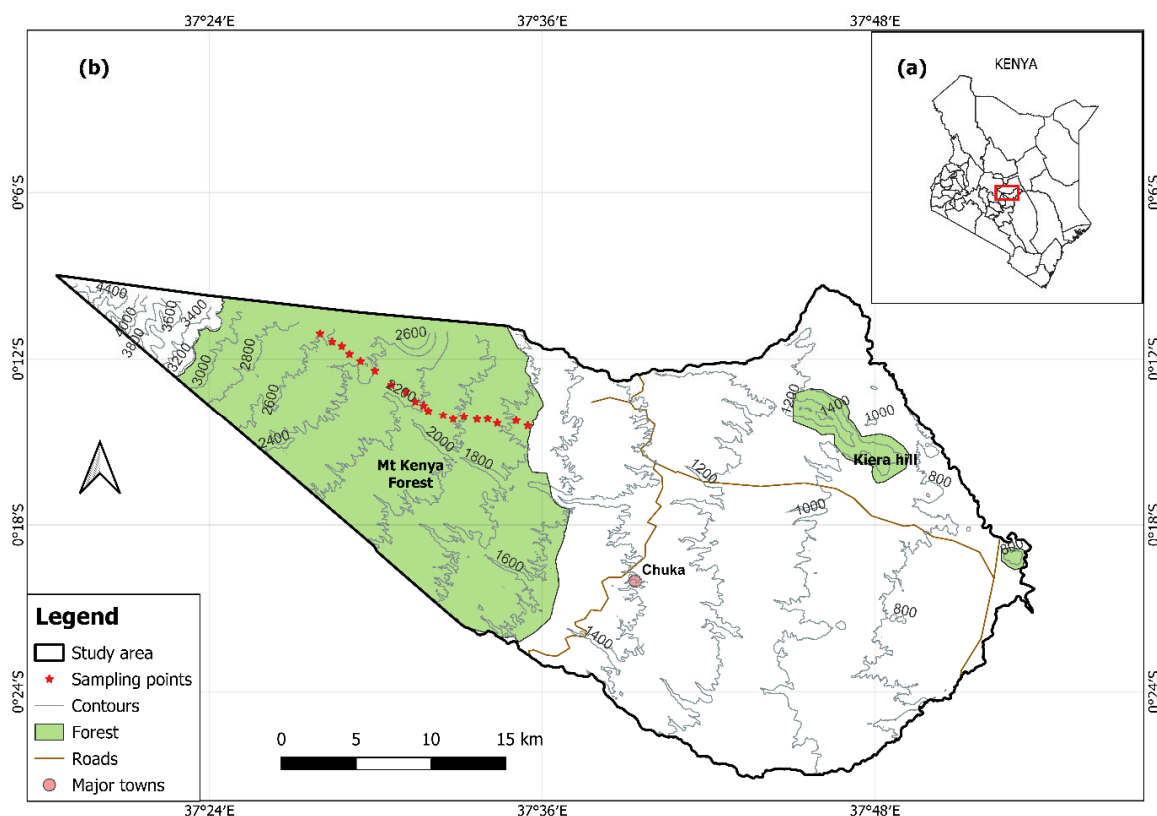 37°24′E
37°36′E
37°48′E
(b)
(a)
KENYA
0°6′S
0°6′S
4400
4000
3600
3400
3800
3200
3000
2800
2600
2600
2400
2200
2000
1800
1600
0°12′S
0°12′S
Mt Kenya
Forest
1200
1400
1000
Kiera hill
800
1200
1000
0°18′S
0°18′S
800
Chuka
800
1400
0°24′S
0°24′S
Legend
Study area
Sampling points
Contours
Forest
Roads
Major towns
0
5
10
15 km
37°24′E
37°36′E
37°48′E